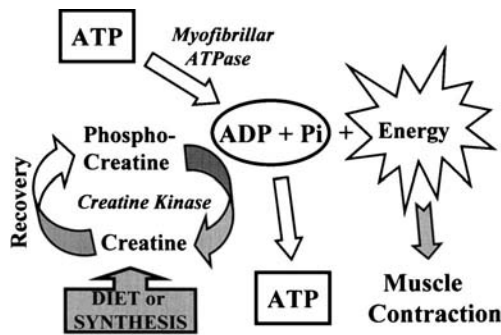 ATP
Myofibrillar
ATPase
ADP + Pi + Energy
Phospho-
Creatine
Creatine Kinase
Creatine
Recovery
DIET or
SYNTHESIS
ATP
Muscle
Contraction